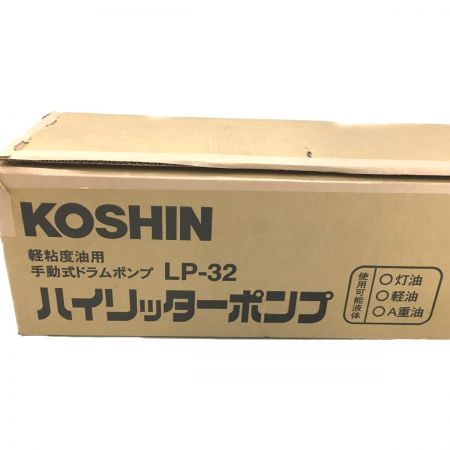 KOSHIN
軽粘度油用
手動式ドラムポンプ LP-32
ハイリッターポンプ
使用可能液体
○灯油
○軽油
○A重油